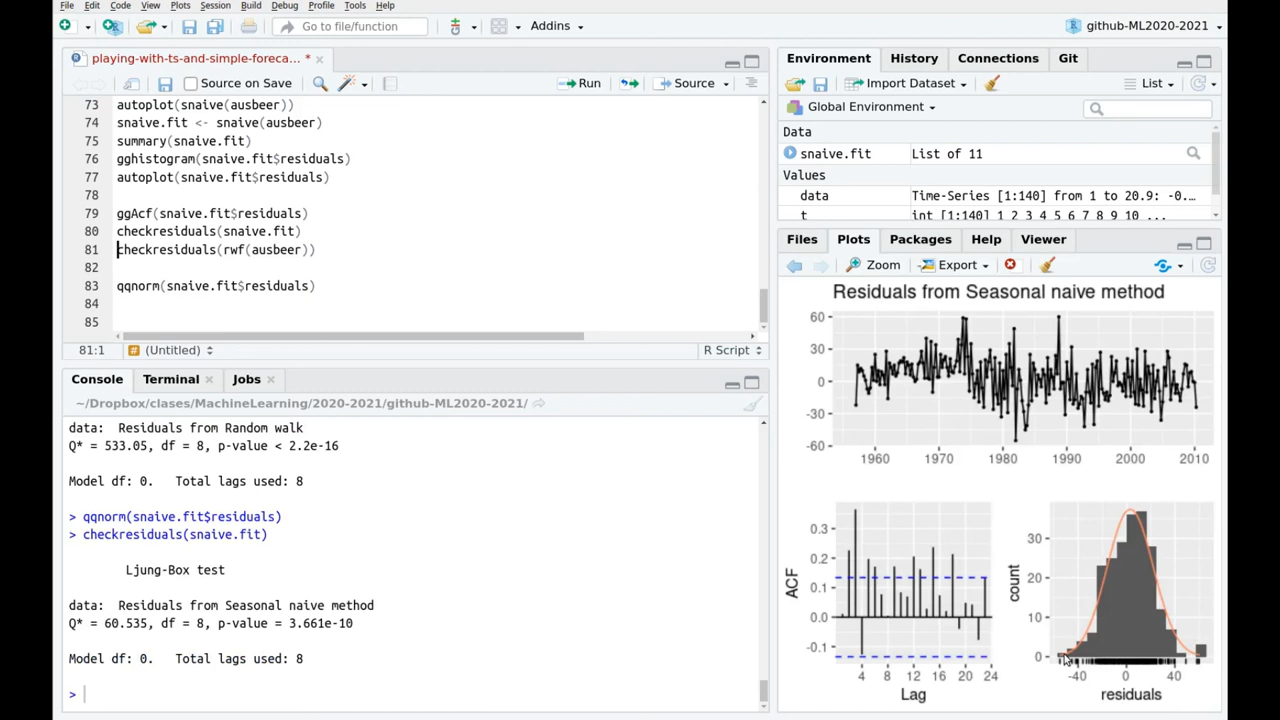 File Edit Code View Plots Session Build Debug Profile Tools Help
Go to file/function
Addins
github-ML2020-2021
playing-with-ts-and-simple-foreca... *
Source on Save
Run
Source
73 autoplot(snaive(ausbeer))
74 snaive.fit <- snaive(ausbeer)
75 summary(snaive.fit)
76 gghistogram(snaive.fit$residuals)
77 autoplot(snaive.fit$residuals)
78
79 ggAcf(snaive.fit$residuals)
80 checkresiduals(snaive.fit)
81 checkresiduals(rwf(ausbeer))
82
83 qqnorm(snaive.fit$residuals)
84
85
81:1 (Untitled) R Script
Console Terminal Jobs
~/Dropbox/clases/MachineLearning/2020-2021/github-ML2020-2021/
data: Residuals from Random walk
Q* = 533.05, df = 8, p-value < 2.2e-16
Model df: 0. Total lags used: 8
> qqnorm(snaive.fit$residuals)
> checkresiduals(snaive.fit)
Ljung-Box test
data: Residuals from Seasonal naive method
Q* = 60.535, df = 8, p-value = 3.661e-10
Model df: 0. Total lags used: 8
>
Environment History Connections Git
Import Dataset List
Global Environment
Data
snaive.fit List of 11
Values
data Time-Series [1:140] from 1 to 20.9: -0...
t int [1:140] 1 2 3 4 5 6 7 8 9 10 ...
Files Plots Packages Help Viewer
Zoom Export
Residuals from Seasonal naive method
60
30
0
-30
-60
1960 1970 1980 1990 2000 2010
ACF
0.3
0.2
0.1
0.0
-0.1
4 8 12 16 20 24
Lag
count
30
20
10
0
-40 0 40
residuals